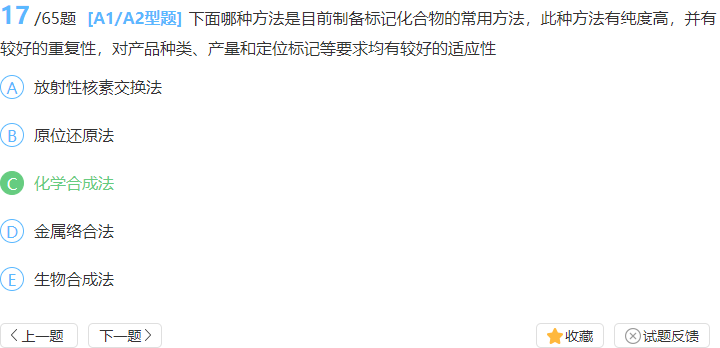 17 /65题 [A1/A2型题] 下面哪种方法是目前制备标记化合物的常用方法，此种方法有纯度高，并有
较好的重复性，对产品种类、产量和定位标记等要求均有较好的适应性
A 放射性核素交换法
B 原位还原法
C 化学合成法
D 金属络合法
E 生物合成法
上一题 下一题 收藏 试题反馈